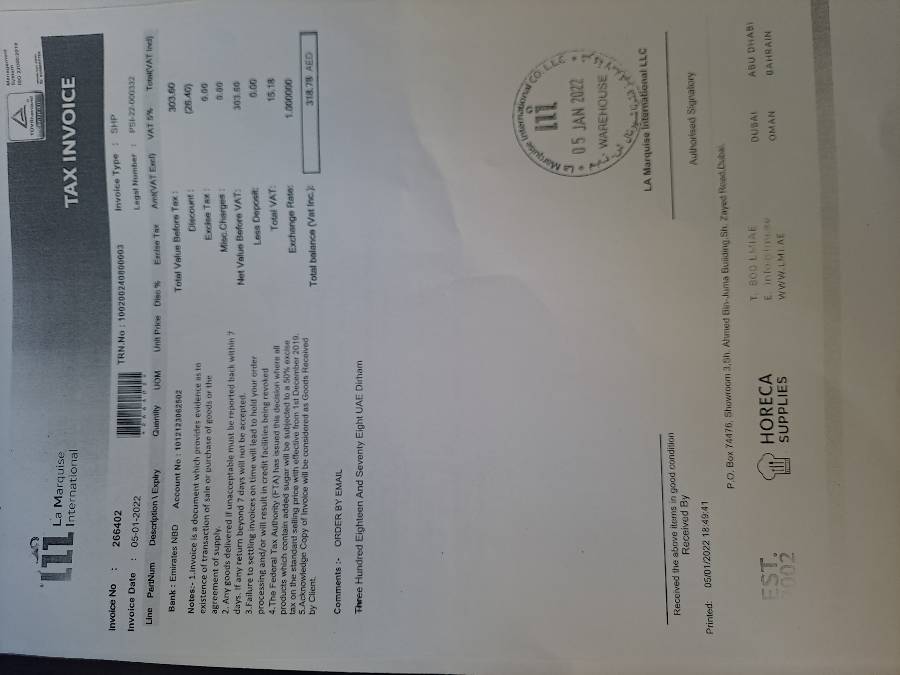 La Marquise
International
TAX INVOICE
Management
System
ISO 22000:2018
Invoice No : 266402
TRN.No : 100200240800003
Invoice Type : SHP
Invoice Date : 05-01-2022
Legal Number : PSI-22-000332
Line PartNum Description \ Expiry Quantity UOM Unit Price Disc % Excise Tax Amt(VAT Excl) VAT 5% Total(VAT Incl)
Bank : Emirates NBD Account No : 1012123062502
Total Value Before Tax : 303.60
Discount : (26.40)
Excise Tax : 0.00
Misc.Charges : 0.00
Net Value Before VAT: 303.60
Less Deposit: 0.00
Total VAT: 15.18
Exchange Rate: 1.000000
Total balance (Vat Inc.): 318.78 AED
Notes:- 1.Invoice is a document which provides evidence as to
existence of transaction of sale or purchase of goods or the
agreement of supply.
2. Any goods delivered if unacceptable must be reported back within 7
days. If any return beyond 7 days will not be accepted.
3.Failure to settling invoices on time will lead to hold your order
processing and/or will result in credit facilities being revoked
4.The Federal Tax Authority (FTA) has issued this decision where all
products which contain added sugar will be subjected to a 50% excise
tax on the standard selling price with effective from 1st December 2019.
5.Acknowledge Copy of Invoice will be considered as Goods Received
by Client.
Comments :- ORDER BY EMAIL
Three Hundred Eighteen And Seventy Eight UAE Dirham
La Marquise International CO. L.L.C
05 JAN 2022
WAREHOUSE
LA Marquise International LLC
Received the above items in good condition
Received By
Authorised Signatory
Printed: 05/01/2022 18:49:41
P.O. Box 74476, Showroom 3,Sh. Ahmed Bin-Juma Building,Sh. Zayed Road,Dubai.
EST.
2002
HORECA
SUPPLIES
T. 800 LMIAE
WWW.LMI.AE
DUBAI ABU DHABI
OMAN BAHRAIN